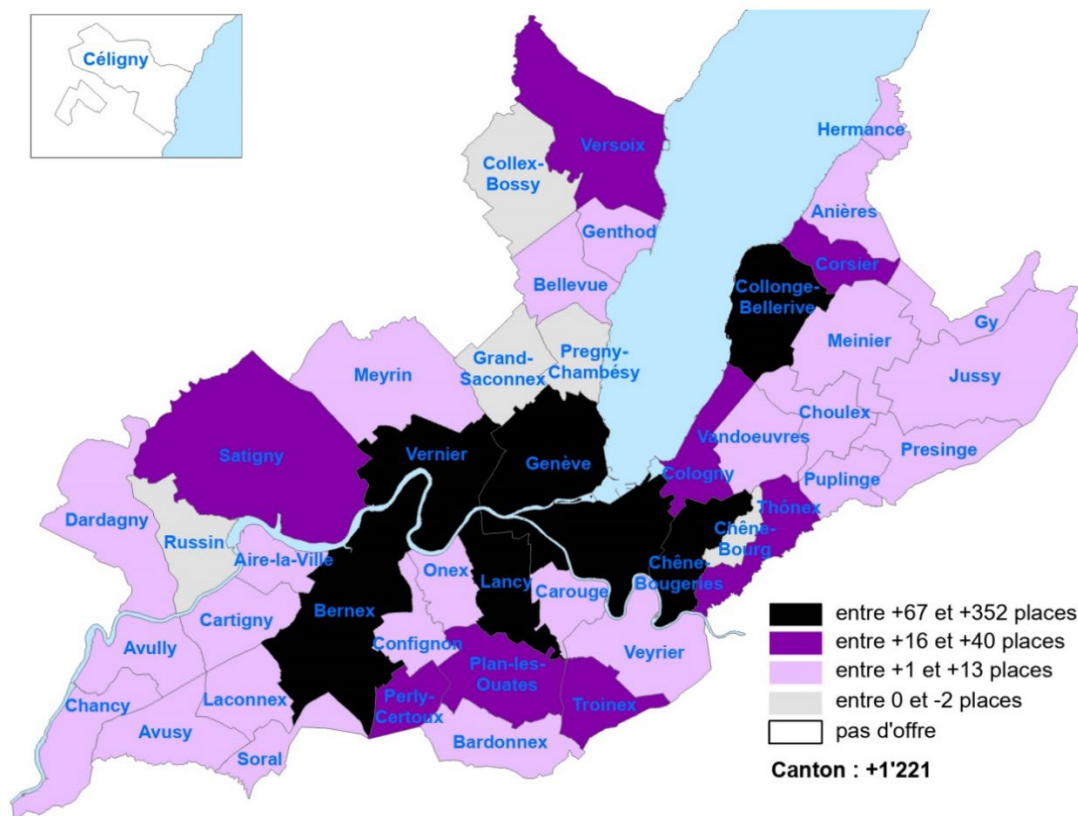 Céligny
Versoix
Collex-
Bossy
Hermance
Genthod
Anières
Bellevue
Corsier
Collonge-
Bellerive
Gy
Meinier
Grand-
Saconnex
Pregny-
Chambésy
Jussy
Meyrin
Choulex
Vandoeuvres
Presinge
Satigny
Vernier
Genève
Cologny
Puplinge
Thônex
Dardagny
Russin
Chêne-
Bourg
Aire-la-Ville
Onex
Lancy
Carouge
Chêne-
Bougeries
Bernex
Cartigny
Avully
Confignon
Veyrier
Plan-les-
Ouates
Chancy
Laconnex
Perly-
Certoux
Troinex
Avusy
Soral
Bardonnex
entre +67 et +352 places
entre +16 et +40 places
entre +1 et +13 places
entre 0 et -2 places
pas d'offre
Canton : +1'221